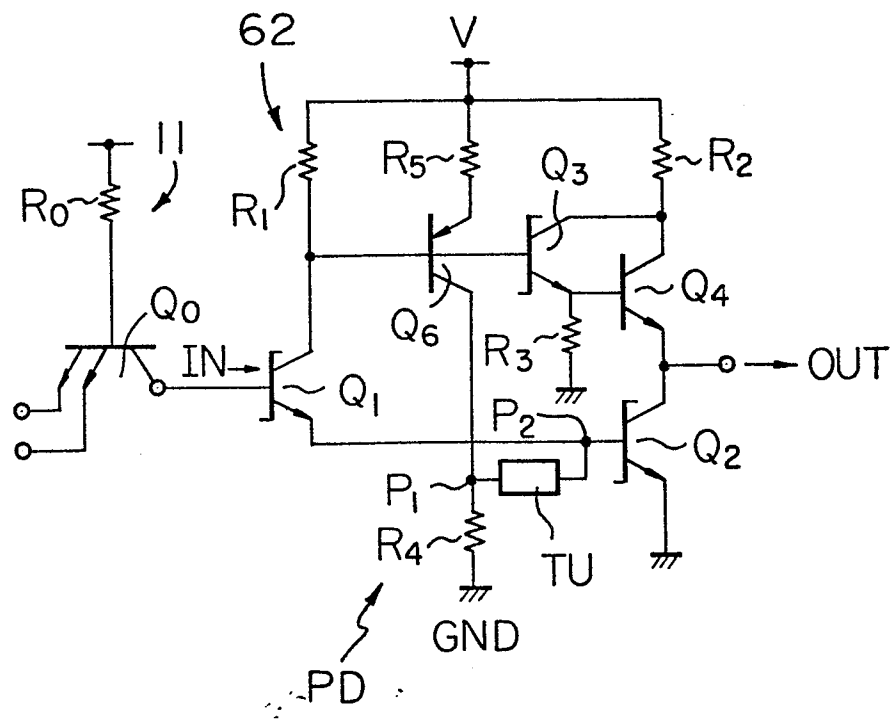 62
V
11
R0
R1
R5
Q3
R2
Q0
Q6
Q4
R3
IN
Q1
OUT
P2
Q2
P1
R4
TU
GND
PD